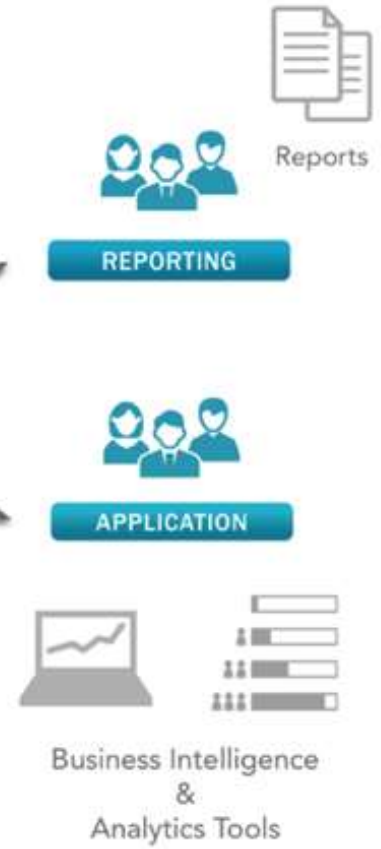 Reports
REPORTING
APPLICATION
Business Intelligence
&
Analytics Tools